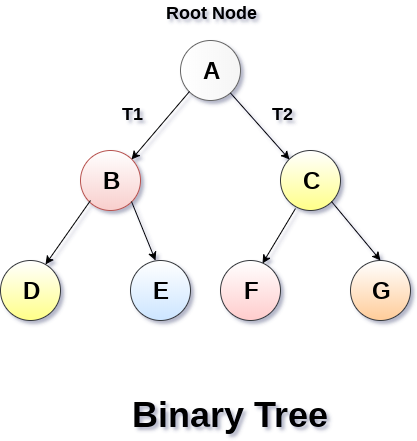 Root Node
A
T1 T2
B C
D E F G
Binary Tree